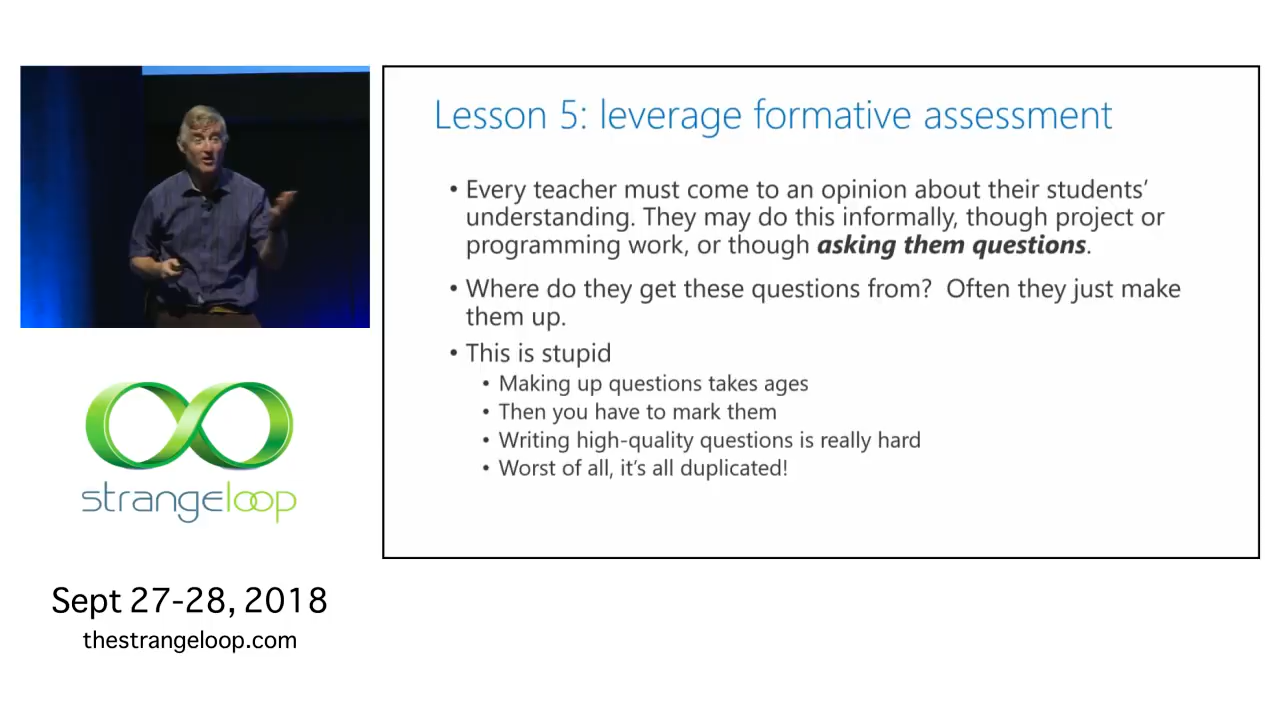 Lesson 5: leverage formative assessment
• Every teacher must come to an opinion about their students’
understanding. They may do this informally, though project or
programming work, or though asking them questions.
• Where do they get these questions from?  Often they just make
them up.
• This is stupid
• Making up questions takes ages
• Then you have to mark them
• Writing high-quality questions is really hard
• Worst of all, it’s all duplicated!
strangeloop
Sept 27-28, 2018
thestrangeloop.com